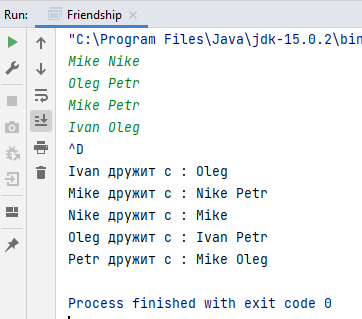 Run: Friendship
"C:\Program Files\Java\jdk-15.0.2\bin
Mike Nike
Oleg Petr
Mike Petr
Ivan Oleg
^D
Ivan дружит с : Oleg
Mike дружит с : Nike Petr
Nike дружит с : Mike
Oleg дружит с : Ivan Petr
Petr дружит с : Mike Oleg
Process finished with exit code 0